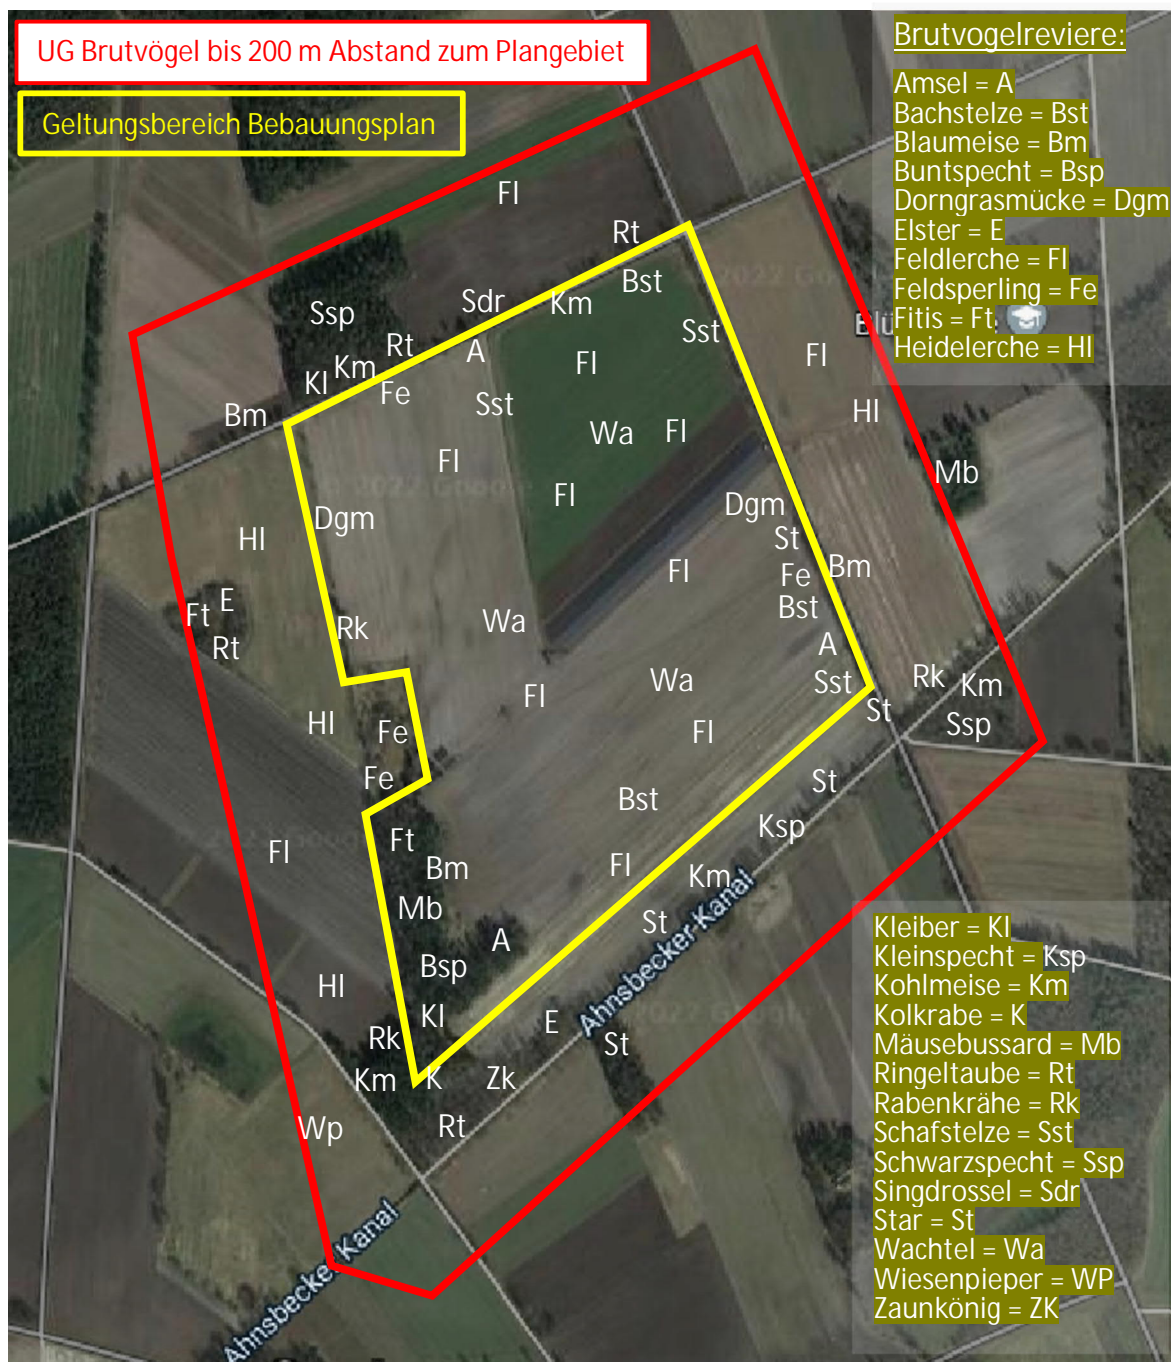 UG Brutvögel bis 200 m Abstand zum Plangebiet
Geltungsbereich Bebauungsplan
Brutvogelreviere:
Amsel = A
Bachstelze = Bst
Blaumeise = Bm
Buntspecht = Bsp
Dorngrasmücke = Dgm
Elster = E
Feldlerche = Fl
Feldsperling = Fe
Fitis = Ft
Heidelerche = Hl
Fl
Rt
Bst
Ssp
Sdr
Km
Sst
Rt
A
Fl
Fl
Kl
Km
Fe
Sst
Hl
Bm
Wa
Fl
Fl
Mb
2022 Google
Fl
Dgm
Dgm
Hl
St
Fl
Fe
Bm
E
Bst
Ft
Wa
Rk
A
Rt
Wa
Sst
Rk
Km
Fl
St
Hl
Fe
Fl
Ssp
Fe
St
Bst
Ksp
Ft
Fl
Bm
Fl
Km
Mb
St
A
Ahnsbecker-Kanal
Bsp
Hl
Kl
E
Rk
St
Km
K
Zk
Wp
Rt
Ahnsbecker-Kanal
Kleiber = Kl
Kleinspecht = Ksp
Kohlmeise = Km
Kolkrabe = K
Mäusebussard = Mb
Ringeltaube = Rt
Rabenkrähe = Rk
Schafstelze = Sst
Schwarzspecht = Ssp
Singdrossel = Sdr
Star = St
Wachtel = Wa
Wiesenpieper = WP
Zaunkönig = ZK